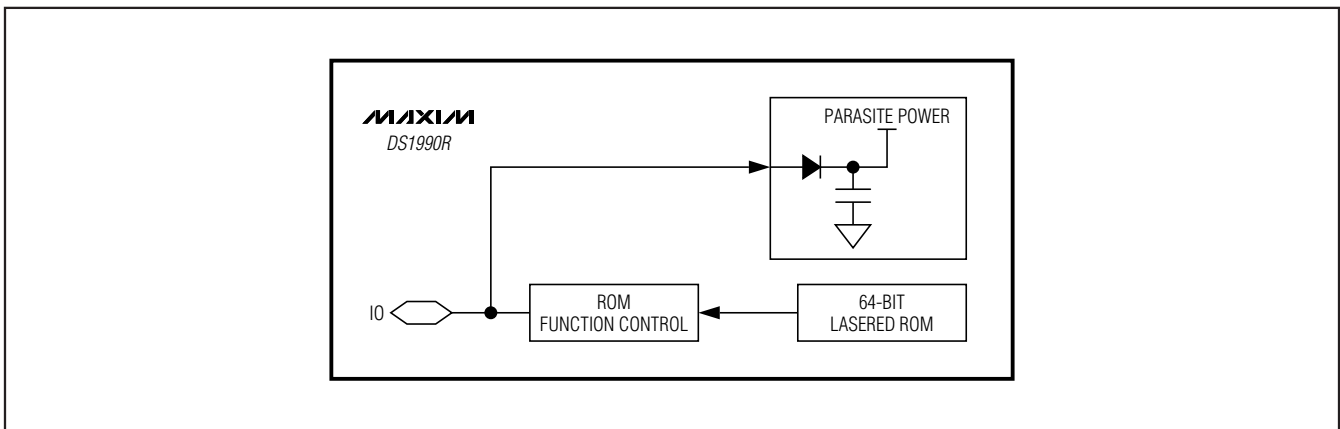 MAXIM
DS1990R
PARASITE POWER
IO
ROM
FUNCTION CONTROL
64-BIT
LASERED ROM